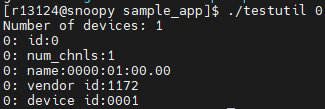 [r13124@snoopy sample_app]$ ./testutil 0
Number of devices: 1
0: id:0
0: num_chnls:1
0: name:0000:01:00.00
0: vendor id:1172
0: device id:0001